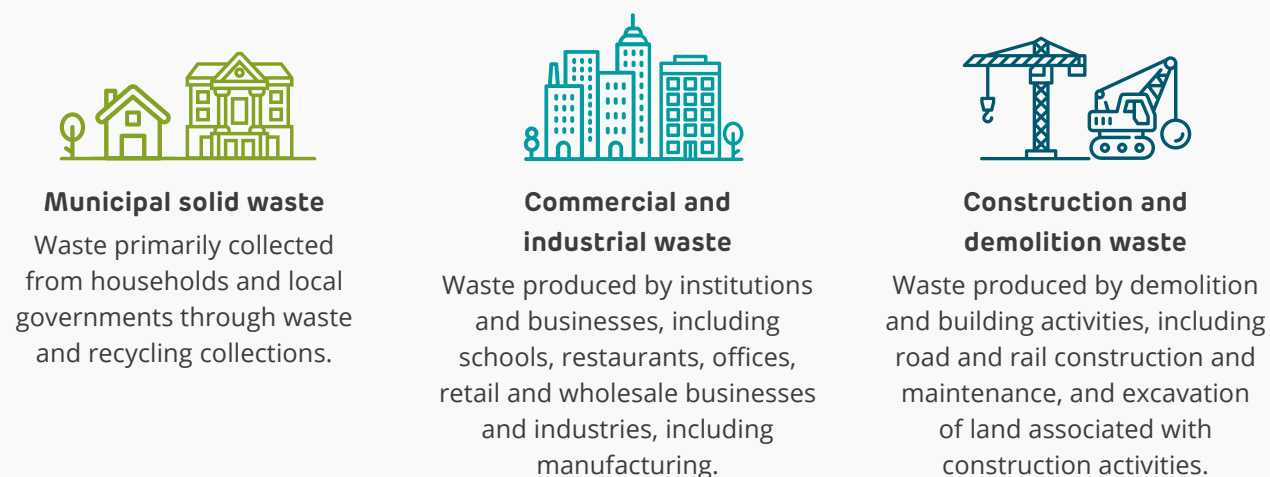 Municipal solid waste
Waste primarily collected
from households and local
governments through waste
and recycling collections.
Commercial and
industrial waste
Waste produced by institutions
and businesses, including
schools, restaurants, offices,
retail and wholesale businesses
and industries, including
manufacturing.
Construction and
demolition waste
Waste produced by demolition
and building activities, including
road and rail construction and
maintenance, and excavation
of land associated with
construction activities.